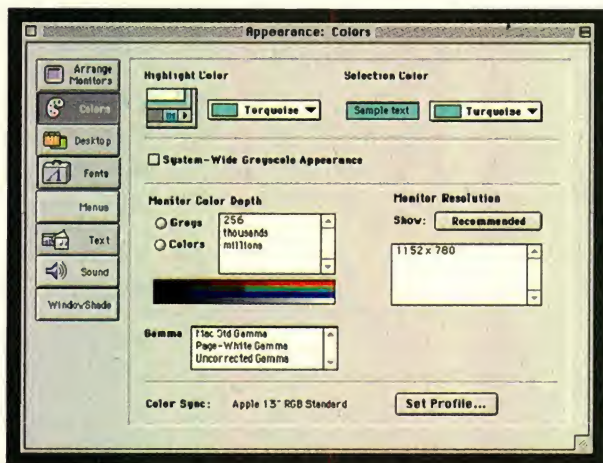 Appearance: Colors
Arrange
Monitors
Colors
Desktop
Fonts
Menus
Text
Sound
WindowShade
Highlight Color
Torquoise
Selection Color
Sample text
Turquoise
System-Wide Greyscale Appearance
Monitor Color Depth
Greys
Colors
256
thousands
millions
Monitor Resolution
Show: Recommended
1152 x 780
Gamma
Mac Std Gamma
Page-White Gamma
Uncorrected Gamma
Color Sync: Apple 13" RGB Standard
Set Profile...